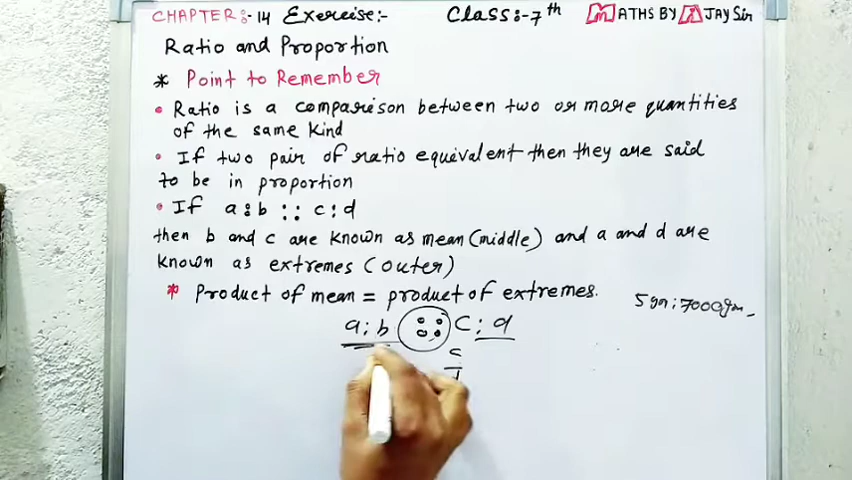 CHAPTER:-14 Exercise:- Class:-7th MATHS BY AJAY Sir
Ratio and Proportion
* Point to Remember
• Ratio is a comparison between two or more quantities
of the same kind
• If two pair of ratio equivalent then they are said
to be in proportion
• If a:b :: c:d
then b and c are known as mean (middle) and a and d are
known as extremes (outer)
* Product of mean = product of extremes.
a:b :: c:d
c